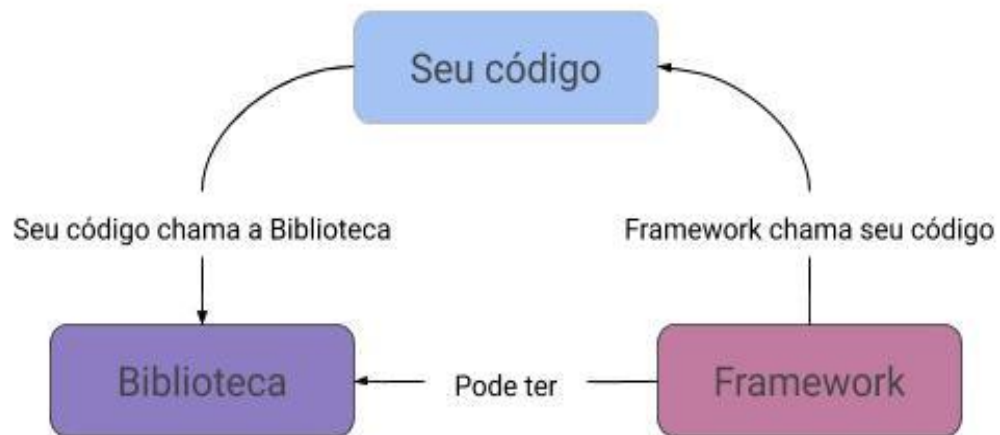 Seu código
Seu código chama a Biblioteca
Framework chama seu código
Biblioteca
Pode ter
Framework